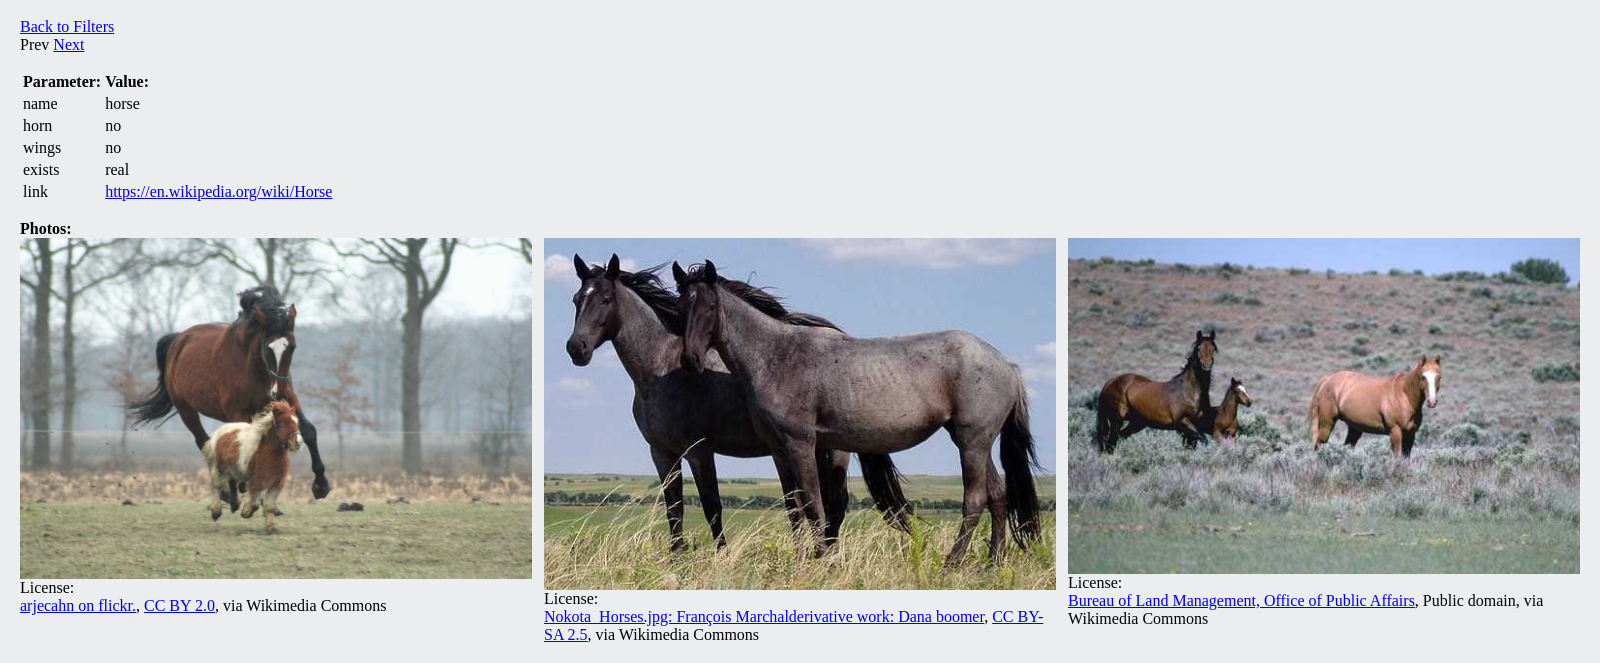 Back to Filters
Prev Next
Parameter: Value:
name horse
horn no
wings no
exists real
link https://en.wikipedia.org/wiki/Horse
Photos:
License:
arjecahn on flickr., CC BY 2.0, via Wikimedia Commons
License:
Nokota_Horses.jpg: François Marchalderivative work: Dana boomer, CC BY-
SA 2.5, via Wikimedia Commons
License:
Bureau of Land Management, Office of Public Affairs, Public domain, via
Wikimedia Commons